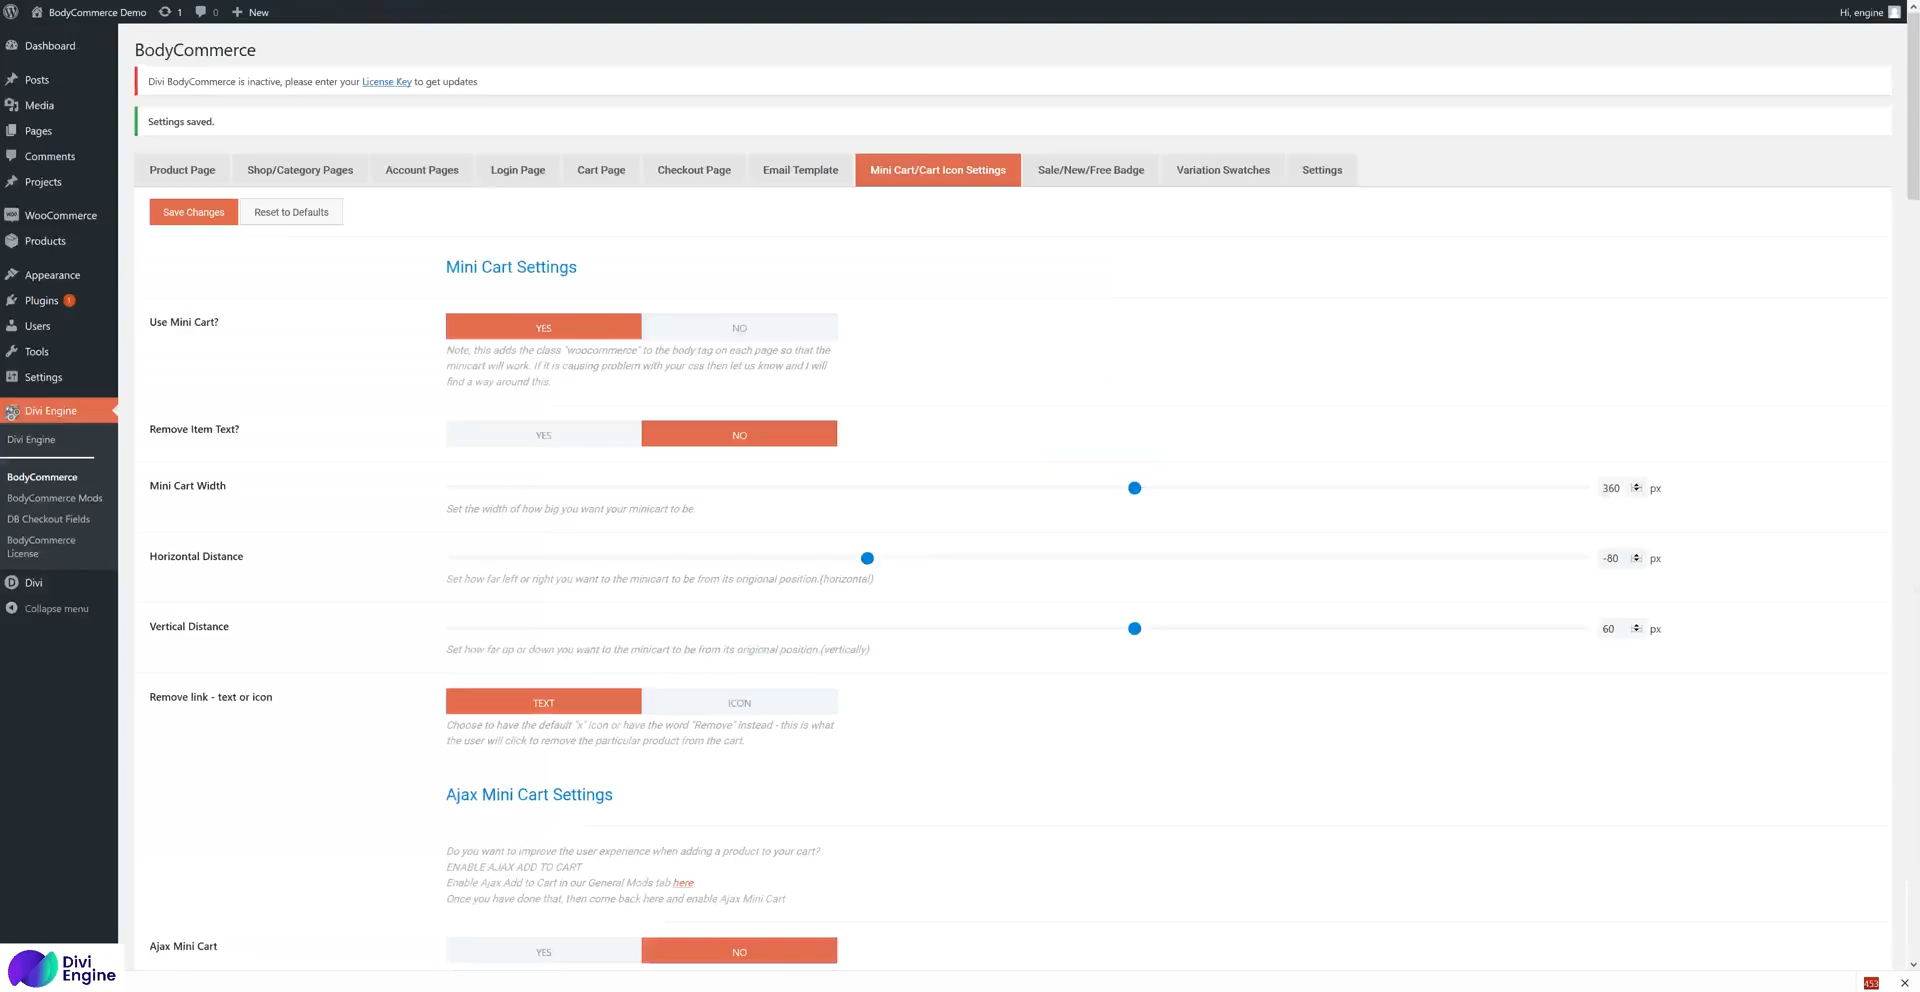 BodyCommerce Demo
1
0
New
Hi, engine
Dashboard
Posts
Media
Pages
Comments
Projects
WooCommerce
Products
Appearance
Plugins 1
Users
Tools
Settings
Divi Engine
Divi Engine
BodyCommerce
BodyCommerce Mods
DB Checkout Fields
BodyCommerce
License
Divi
Collapse menu
Divi
Engine
BodyCommerce
Divi BodyCommerce is inactive, please enter your License Key to get updates
Settings saved.
Product Page
Shop/Category Pages
Account Pages
Login Page
Cart Page
Checkout Page
Email Template
Mini Cart/Cart Icon Settings
Sale/New/Free Badge
Variation Swatches
Settings
Save Changes
Reset to Defaults
Mini Cart Settings
Use Mini Cart?
YES
NO
Note, this adds the class "woocommerce" to the body tag on each page so that the
minicart will work. If it is causing problem with your css then let us know and I will
find a way around this.
Remove Item Text?
YES
NO
Mini Cart Width
360
px
Set the width of how big you want your minicart to be.
Horizontal Distance
-80
px
Set how far left or right you want to the minicart to be from its origional position.(horizontal)
Vertical Distance
60
px
Set how far up or down you want to the minicart to be from its origional position.(vertically)
Remove link - text or icon
TEXT
ICON
Choose to have the default "x" icon or have the word "Remove" instead - this is what
the user will click to remove the particular product from the cart.
Ajax Mini Cart Settings
Do you want to improve the user experience when adding a product to your cart?
ENABLE AJAX ADD TO CART
Enable Ajax Add to Cart in our General Mods tab here
Once you have done that, then come back here and enable Ajax Mini Cart
Ajax Mini Cart
YES
NO
453